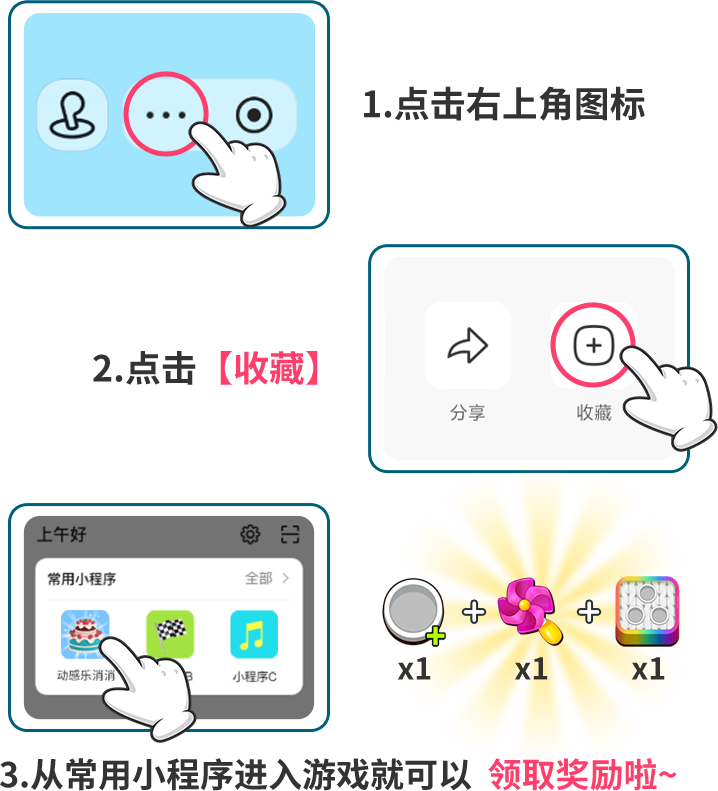 1.点击右上角图标
2.点击【收藏】
分享
收藏
上午好
常用小程序
全部 >
动感乐消消
B
小程序C
x1
x1
x1
3.从常用小程序进入游戏就可以 领取奖励啦~